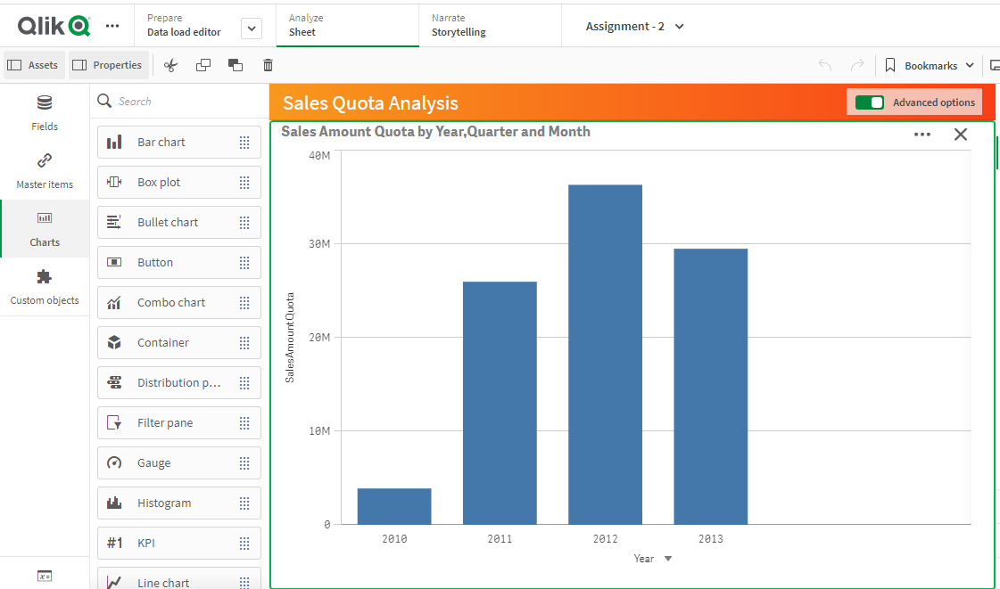 Qlik
Prepare
Data load editor
Analyze
Sheet
Narrate
Storytelling
Assignment - 2
Assets
Properties
Bookmarks
Fields
Master items
Charts
Custom objects
Search
Bar chart
Box plot
Bullet chart
Button
Combo chart
Container
Distribution p...
Filter pane
Gauge
Histogram
#1 KPI
Line chart
Sales Quota Analysis
Advanced options
Sales Amount Quota by Year,Quarter and Month
SalesAmountQuota
40M
30M
20M
10M
0
2010 2011 2012 2013
Year